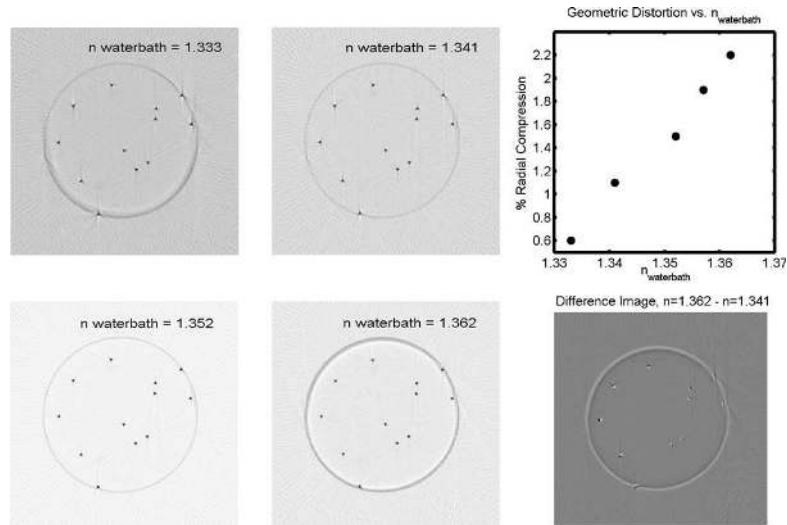 n waterbath = 1.333
n waterbath = 1.341
Geometric Distortion vs. n_waterbath
% Radial Compression
2.2
2
1.8
1.6
1.4
1.2
1
0.8
0.6
1.33
1.34
1.35
1.36
1.37
n_waterbath
n waterbath = 1.352
n waterbath = 1.362
Difference Image, n=1.362 - n=1.341